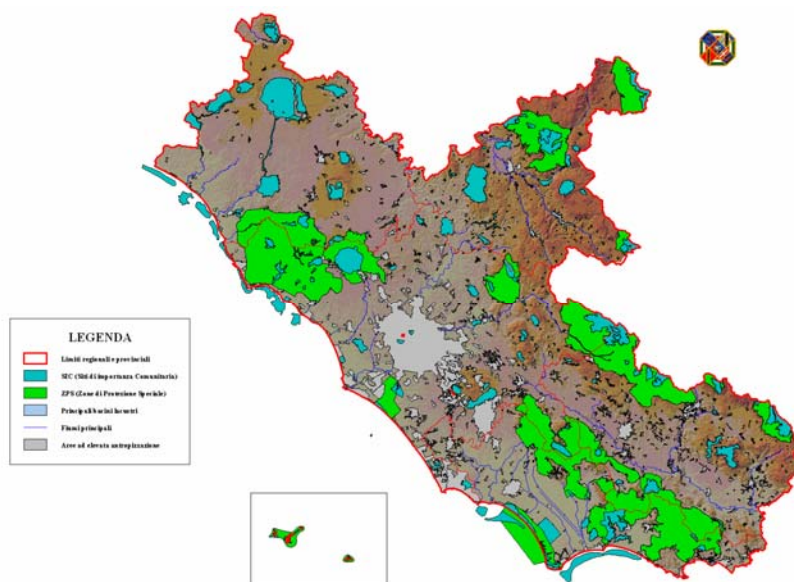 LEGENDA
Limiti regionali e provinciali
SIC (Siti di Importanza Comunitaria)
ZPS (Zone di Protezione Speciale)
Principali bacini lacustri
Fiumi principali
Aree ad elevata antropizzazione